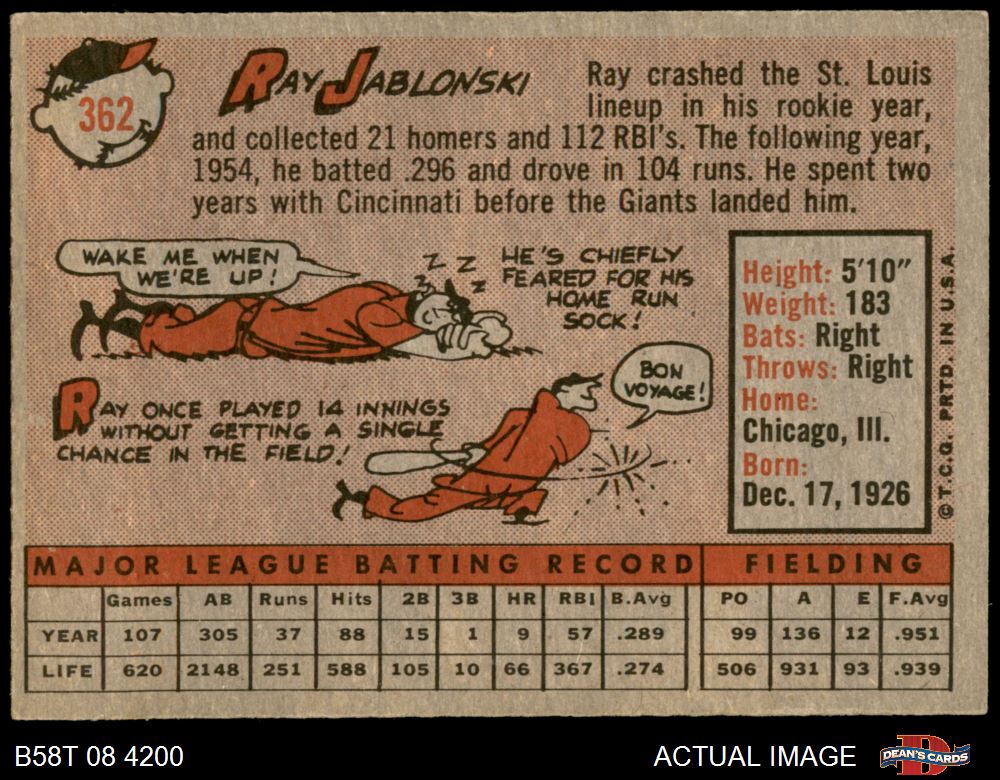 362
RAY JABLONSKI
Ray crashed the St. Louis
lineup in his rookie year,
and collected 21 homers and 112 RBI's. The following year,
1954, he batted .296 and drove in 104 runs. He spent two
years with Cincinnati before the Giants landed him.
WAKE ME WHEN
WE'RE UP!
Z Z Z Z
HE'S CHIEFLY
FEARED FOR HIS
HOME RUN
SOCK!
RAY ONCE PLAYED 14 INNINGS
WITHOUT GETTING A SINGLE
CHANCE IN THE FIELD!
BON
VOYAGE!
Height: 5'10"
Weight: 183
Bats: Right
Throws: Right
Home:
Chicago, Ill.
Born:
Dec. 17, 1926
© T.C.G. PRTD. IN U.S.A.
MAJOR LEAGUE BATTING RECORD FIELDING
Games AB Runs Hits 2B 3B HR RBI B.Avg PO A E F.Avg
YEAR 107 305 37 88 15 1 9 57 .289 99 136 12 .951
LIFE 620 2148 251 588 105 10 66 367 .274 506 931 93 .939
B58T 08 4200 ACTUAL IMAGE D DEAN'S CARDS